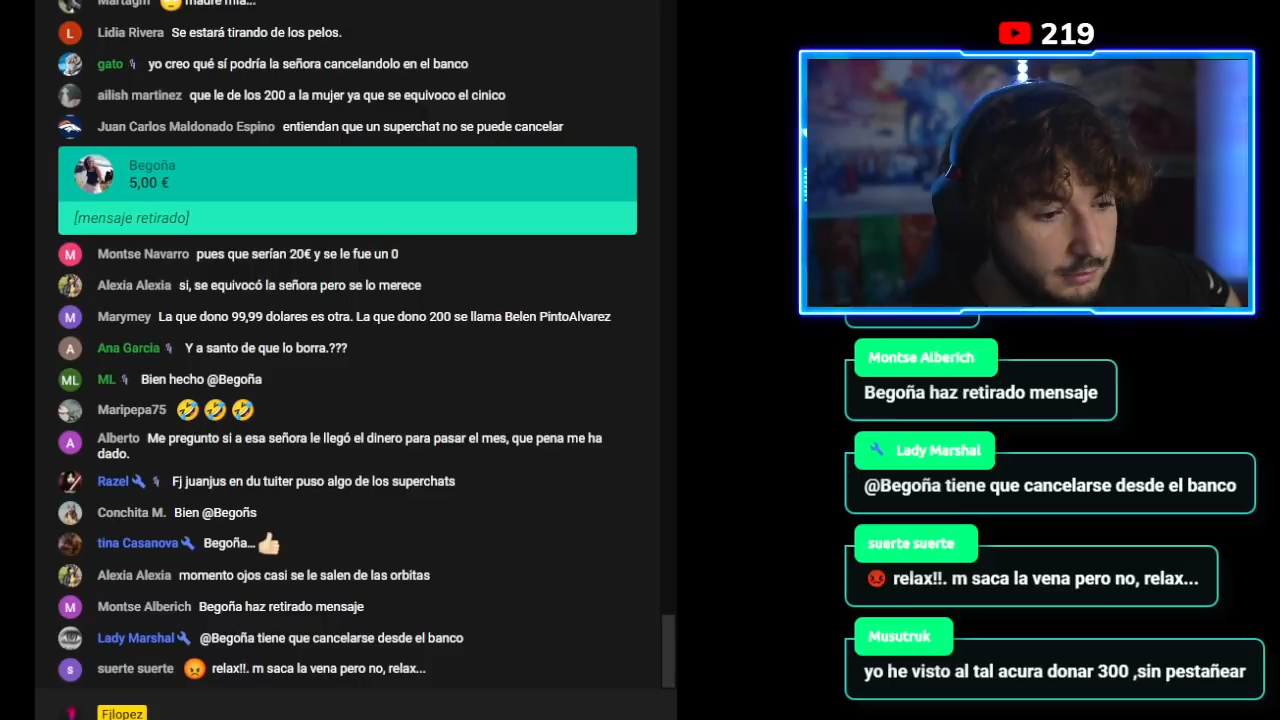 madre mía...
Lidia Rivera Se estará tirando de los pelos.
gato yo creo qué sí podría la señora cancelandolo en el banco
ailish martinez que le de los 200 a la mujer ya que se equivoco el cinico
Juan Carlos Maldonado Espino entiendan que un superchat no se puede cancelar
Begoña
5,00 €
[mensaje retirado]
Montse Navarro pues que serían 20€ y se le fue un 0
Alexia Alexia si, se equivocó la señora pero se lo merece
Marymey La que dono 99,99 dolares es otra. La que dono 200 se llama Belen PintoAlvarez
Ana Garcia Y a santo de que lo borra.???
ML Bien hecho @Begoña
Maripepa75 🤣 🤣 🤣
Alberto Me pregunto si a esa señora le llegó el dinero para pasar el mes, que pena me ha
dado.
Razel Fj juanjus en du tuiter puso algo de los superchats
Conchita M. Bien @Begoñs
tina Casanova Begoña... 👍🏻
Alexia Alexia momento ojos casi se le salen de las orbitas
Montse Alberich Begoña haz retirado mensaje
Lady Marshal @Begoña tiene que cancelarse desde el banco
suerte suerte 😡 relax!!. m saca la vena pero no, relax...
Fjlopez
219
Montse Alberich
Begoña haz retirado mensaje
Lady Marshal
@Begoña tiene que cancelarse desde el banco
suerte suerte
😡 relax!!. m saca la vena pero no, relax...
Musutruk
yo he visto al tal acura donar 300 ,sin pestañear